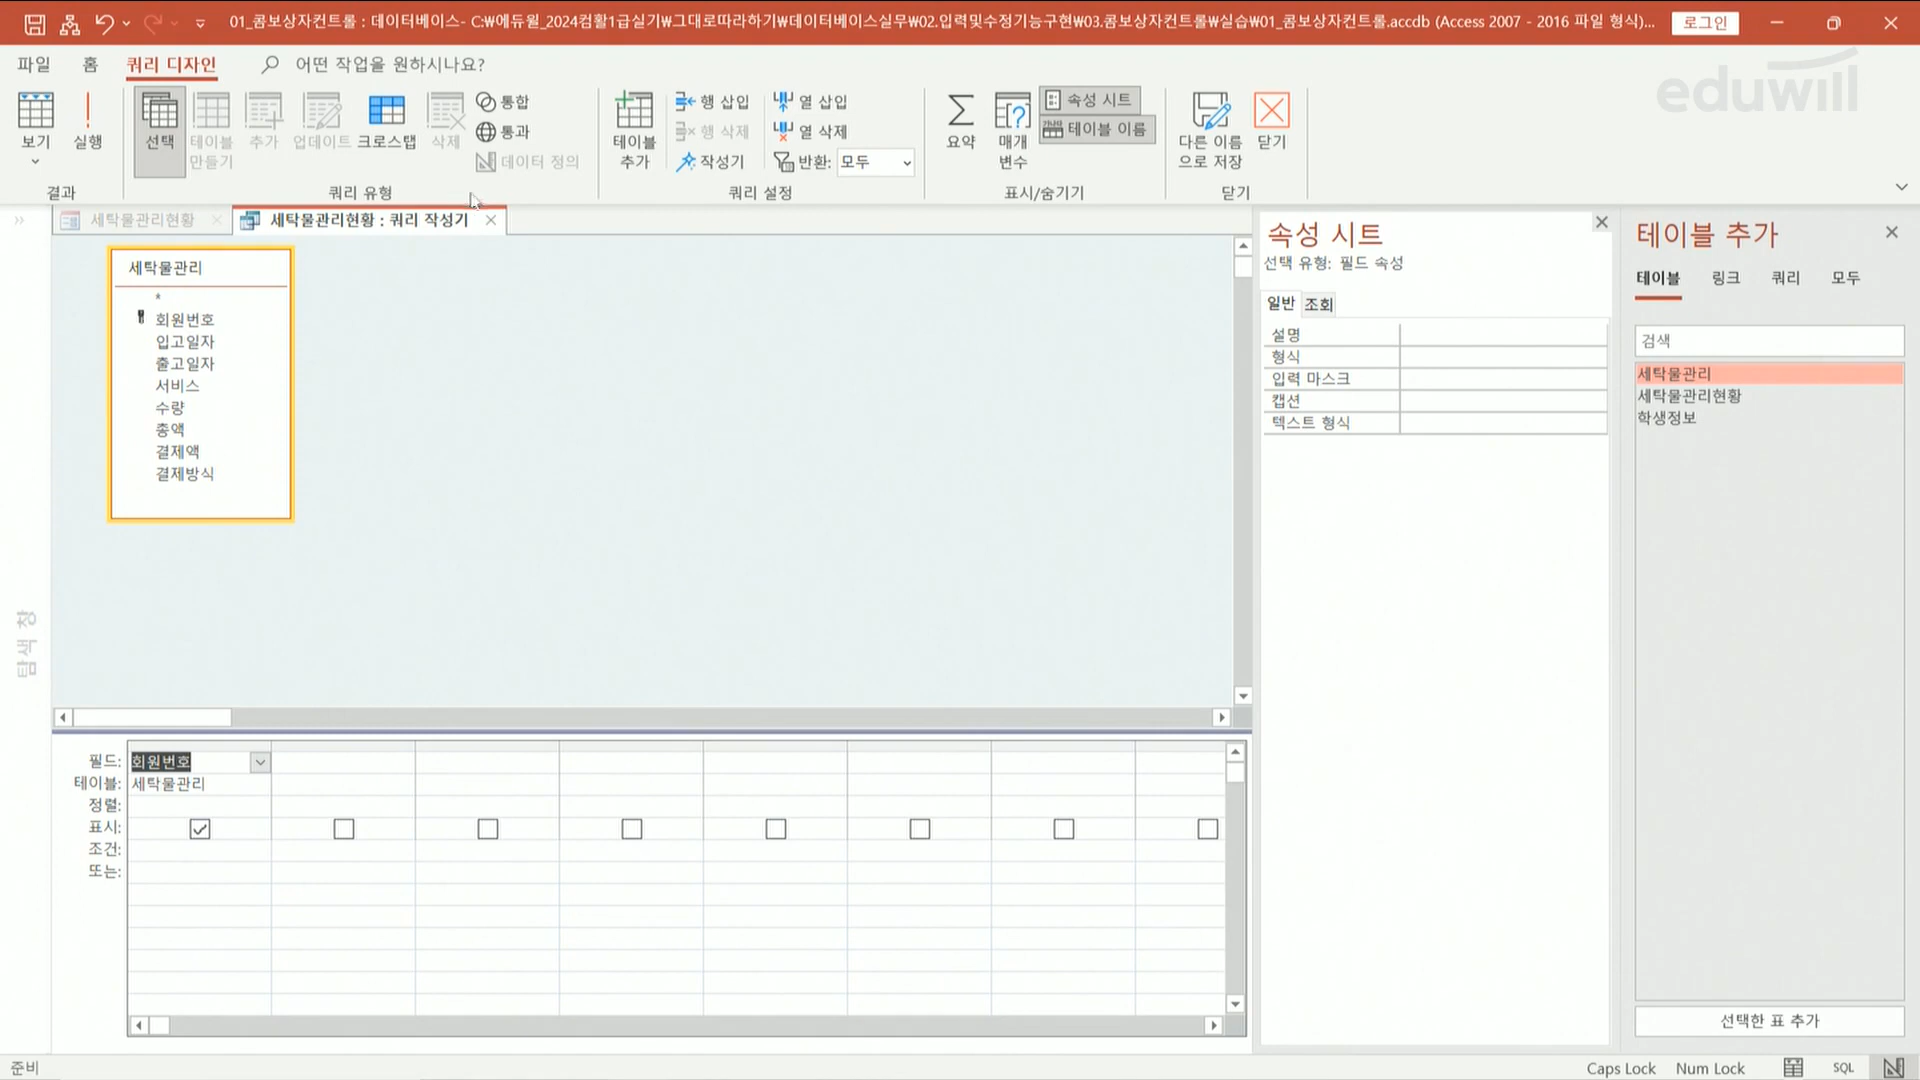 01_콤보상자컨트롤 : 데이터베이스- C:₩에듀윌_2024컴활1급실기₩그대로따라하기₩데이터베이스실무₩02.입력및수정기능구현₩03.콤보상자컨트롤₩실습₩01_콤보상자컨트롤.accdb (Access 2007 - 2016 파일 형식)... 로그인
파일 홈 쿼리 디자인 어떤 작업을 원하시나요?
eduwill
보기 실행
결과
선택 테이블 만들기 추가 업데이트 크로스탭 삭제
통합
통과
데이터 정의
쿼리 유형
테이블 추가
행 삽입
행 삭제
작성기
열 삽입
열 삭제
반환: 모두
쿼리 설정
요약 매개 변수
속성 시트
테이블 이름
표시/숨기기
다른 이름으로 저장 닫기
닫기
세탁물관리현황 세탁물관리현황 : 쿼리 작성기
탐색 창
세탁물관리
*
회원번호
입고일자
출고일자
서비스
수량
총액
결제액
결제방식
필드: 회원번호
테이블: 세탁물관리
정렬:
표시:
조건:
또는:
속성 시트
선택 유형: 필드 속성
일반 조회
설명
형식
입력 마스크
캡션
텍스트 형식
테이블 추가
테이블 링크 쿼리 모두
검색
세탁물관리
세탁물관리현황
학생정보
선택한 표 추가
준비 Caps Lock Num Lock SQL